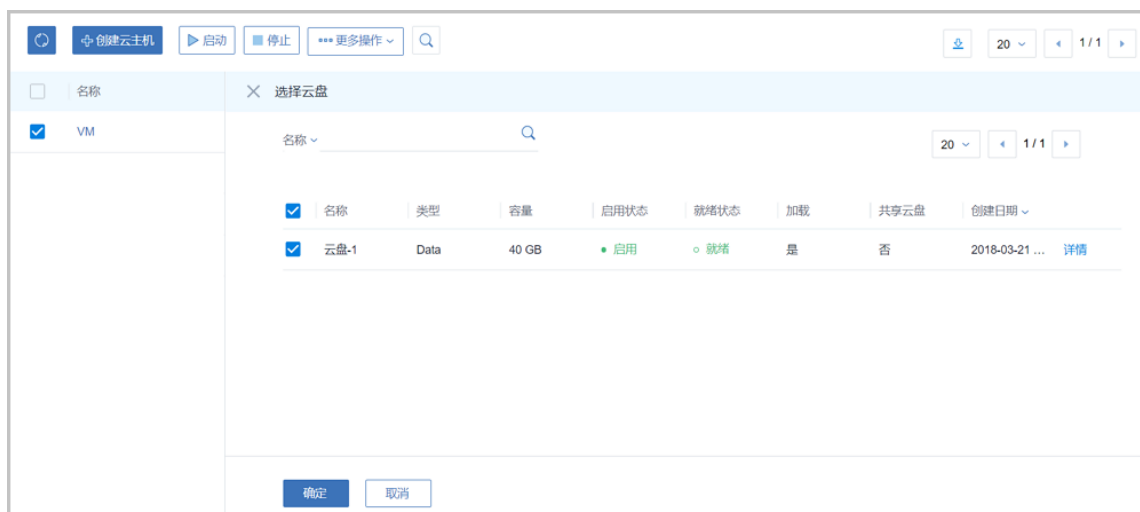 创建云主机 启动 停止 更多操作 20 1 / 1
名称 选择云盘
VM
名称 20 1 / 1
名称 类型 容量 启用状态 就绪状态 加载 共享云盘 创建日期
云盘-1 Data 40 GB 启用 就绪 是 否 2018-03-21 ... 详情
确定 取消